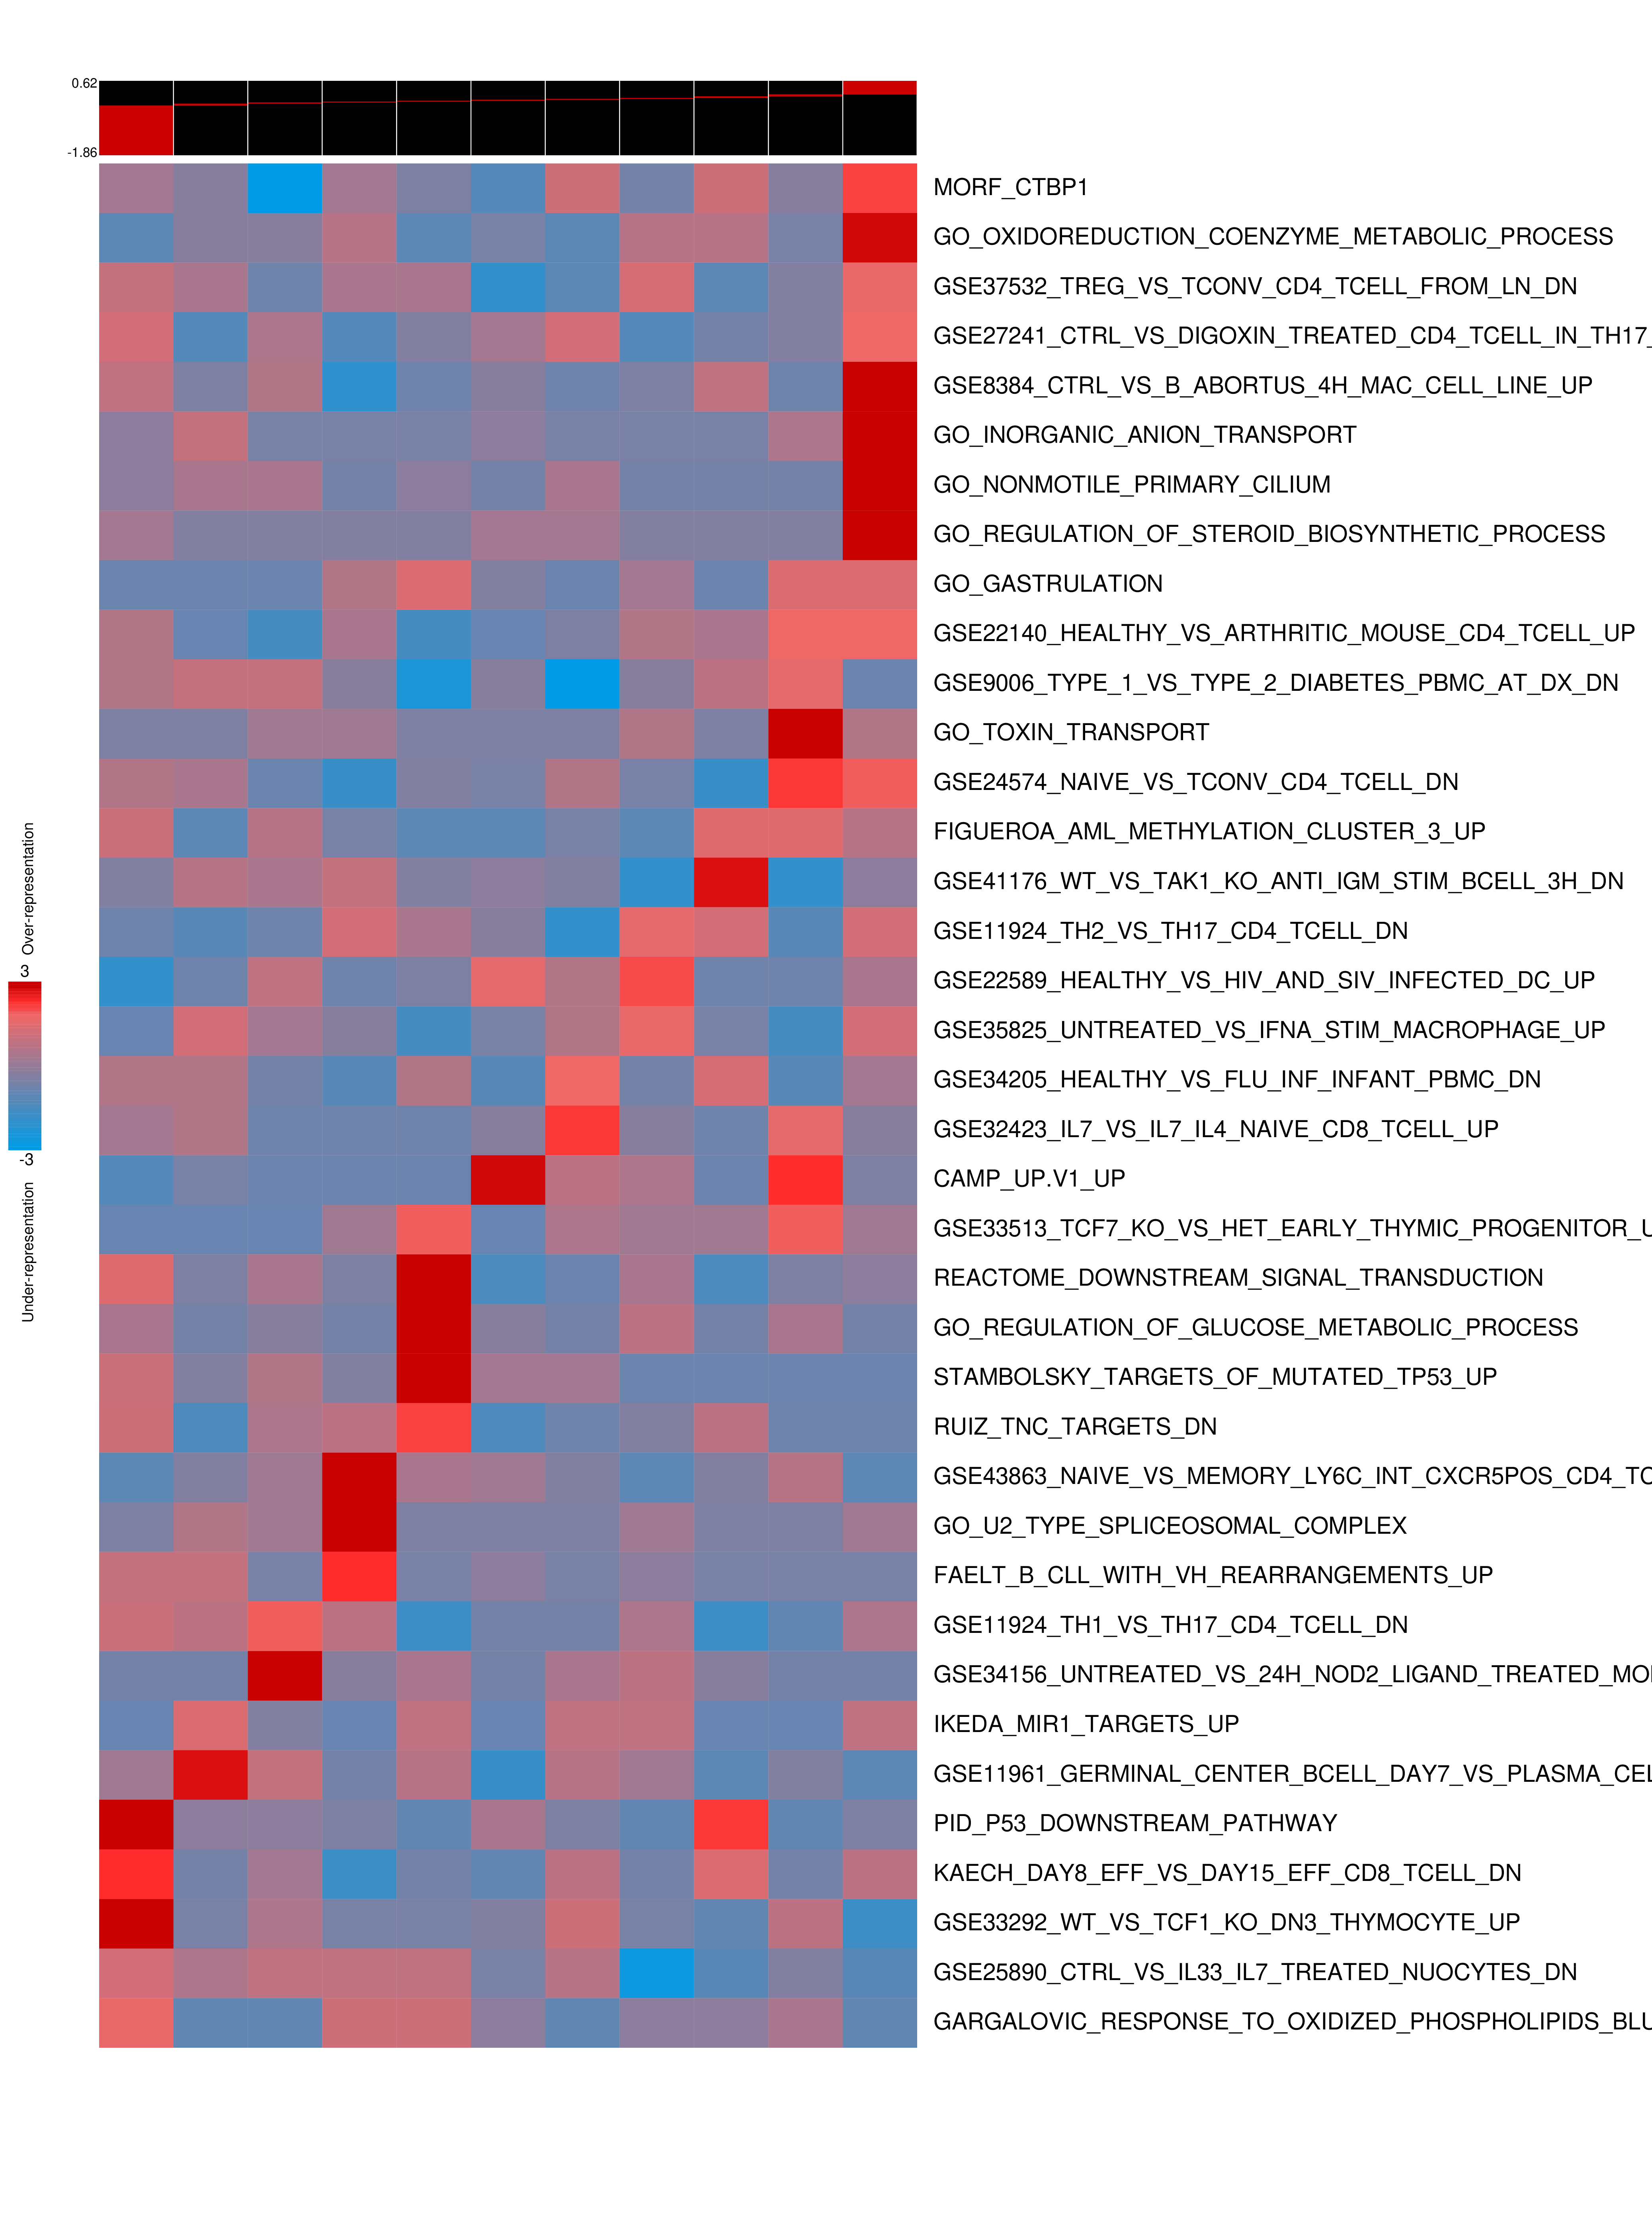 0.62
-1.86
MORF_CTBP1
GO_OXIDOREDUCTION_COENZYME_METABOLIC_PROCESS
GSE37532_TREG_VS_TCONV_CD4_TCELL_FROM_LN_DN
GSE27241_CTRL_VS_DIGOXIN_TREATED_CD4_TCELL_IN_TH17_
GSE8384_CTRL_VS_B_ABORTUS_4H_MAC_CELL_LINE_UP
GO_INORGANIC_ANION_TRANSPORT
GO_NONMOTILE_PRIMARY_CILIUM
GO_REGULATION_OF_STEROID_BIOSYNTHETIC_PROCESS
GO_GASTRULATION
GSE22140_HEALTHY_VS_ARTHRITIC_MOUSE_CD4_TCELL_UP
GSE9006_TYPE_1_VS_TYPE_2_DIABETES_PBMC_AT_DX_DN
GO_TOXIN_TRANSPORT
GSE24574_NAIVE_VS_TCONV_CD4_TCELL_DN
FIGUEROA_AML_METHYLATION_CLUSTER_3_UP
GSE41176_WT_VS_TAK1_KO_ANTI_IGM_STIM_BCELL_3H_DN
GSE11924_TH2_VS_TH17_CD4_TCELL_DN
GSE22589_HEALTHY_VS_HIV_AND_SIV_INFECTED_DC_UP
GSE35825_UNTREATED_VS_IFNA_STIM_MACROPHAGE_UP
GSE34205_HEALTHY_VS_FLU_INF_INFANT_PBMC_DN
GSE32423_IL7_VS_IL7_IL4_NAIVE_CD8_TCELL_UP
CAMP_UP.V1_UP
GSE33513_TCF7_KO_VS_HET_EARLY_THYMIC_PROGENITOR_U
REACTOME_DOWNSTREAM_SIGNAL_TRANSDUCTION
GO_REGULATION_OF_GLUCOSE_METABOLIC_PROCESS
STAMBOLSKY_TARGETS_OF_MUTATED_TP53_UP
RUIZ_TNC_TARGETS_DN
GSE43863_NAIVE_VS_MEMORY_LY6C_INT_CXCR5POS_CD4_TC
GO_U2_TYPE_SPLICEOSOMAL_COMPLEX
FAELT_B_CLL_WITH_VH_REARRANGEMENTS_UP
GSE11924_TH1_VS_TH17_CD4_TCELL_DN
GSE34156_UNTREATED_VS_24H_NOD2_LIGAND_TREATED_MO
IKEDA_MIR1_TARGETS_UP
GSE11961_GERMINAL_CENTER_BCELL_DAY7_VS_PLASMA_CEL
PID_P53_DOWNSTREAM_PATHWAY
KAECH_DAY8_EFF_VS_DAY15_EFF_CD8_TCELL_DN
GSE33292_WT_VS_TCF1_KO_DN3_THYMOCYTE_UP
GSE25890_CTRL_VS_IL33_IL7_TREATED_NUOCYTES_DN
GARGALOVIC_RESPONSE_TO_OXIDIZED_PHOSPHOLIPIDS_BLU
Over-representation
3
-3
Under-representation